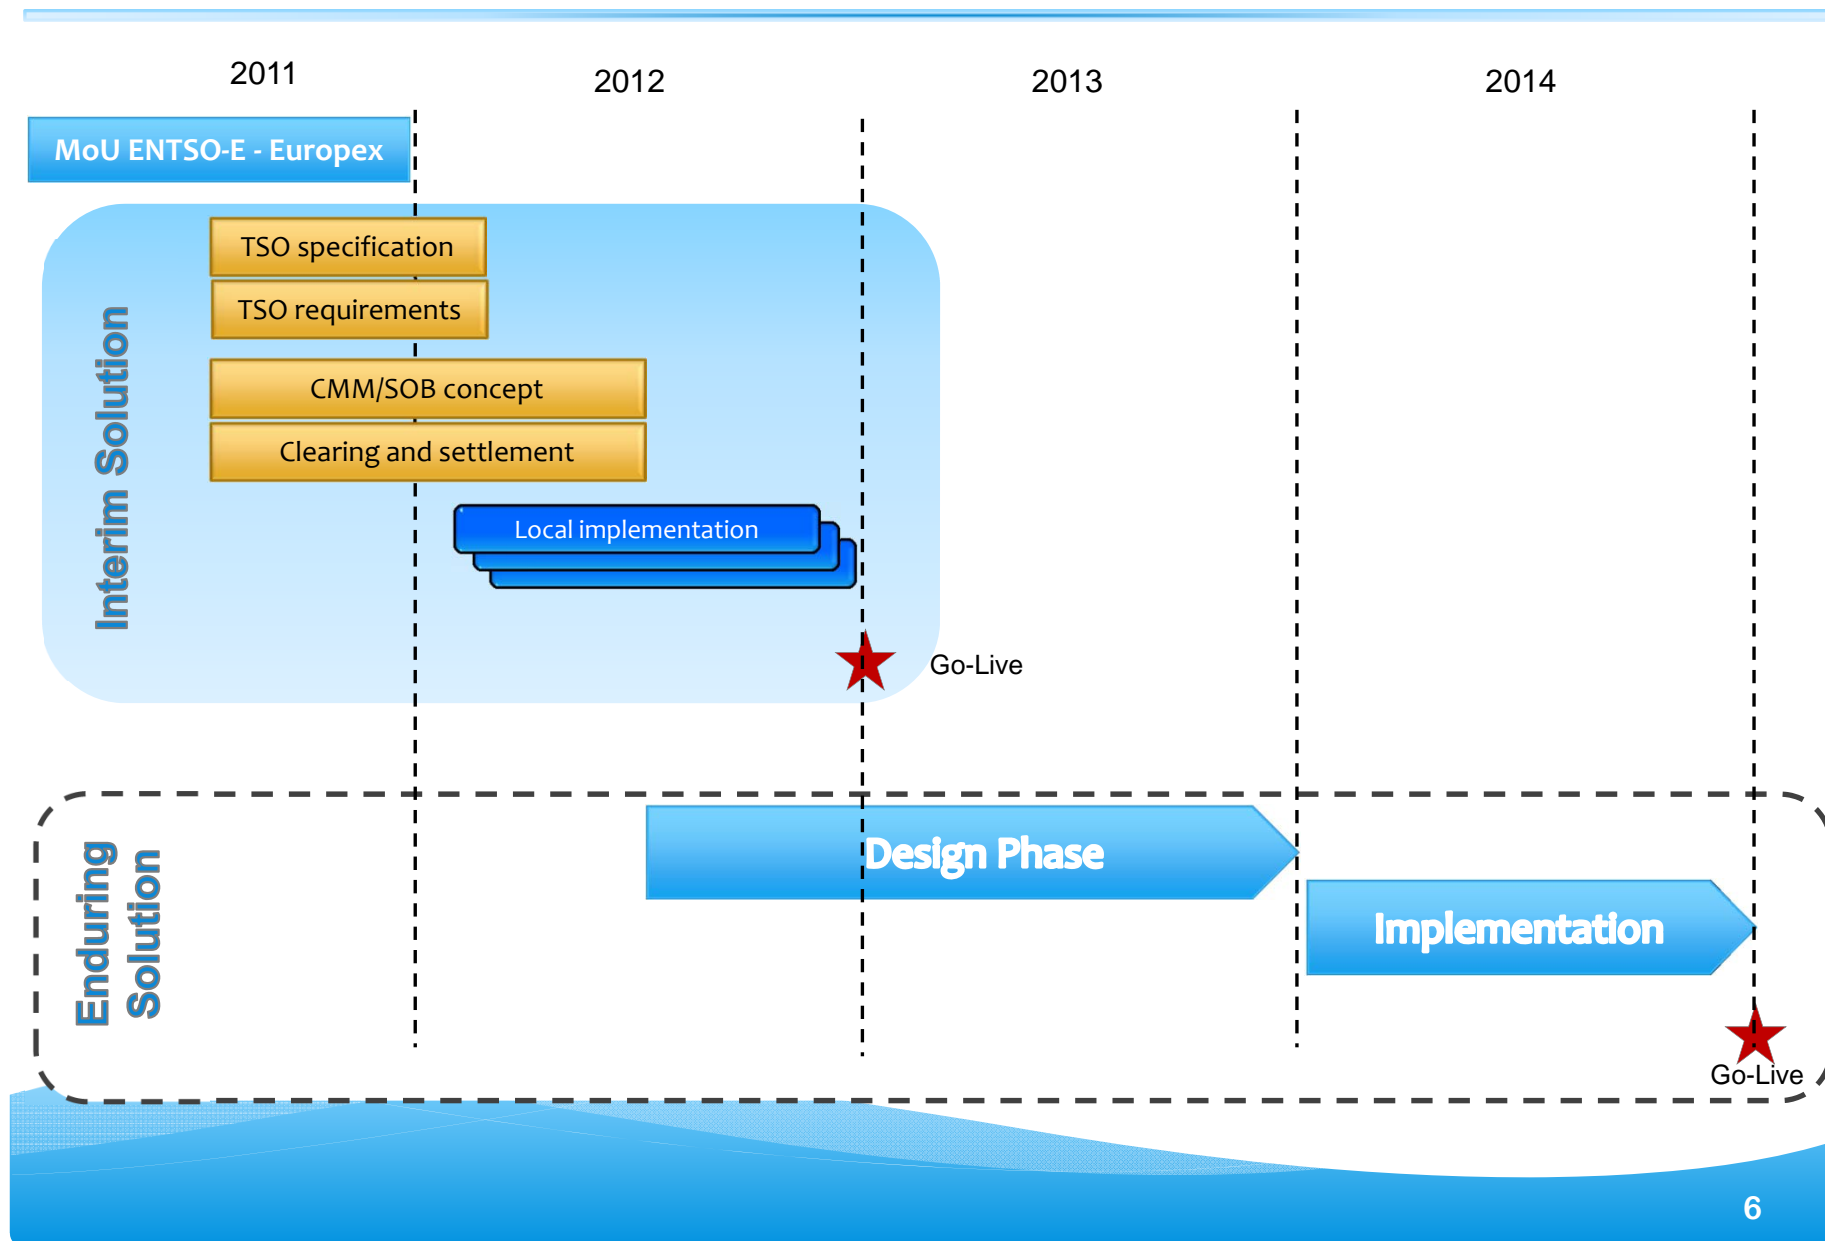 2011
2012
2013
2014
MoU ENTSO-E - Europex
Interim Solution
TSO specification
TSO requirements
CMM/SOB concept
Clearing and settlement
Local implementation
Go-Live
Enduring
Solution
Design Phase
Implementation
Go-Live
6